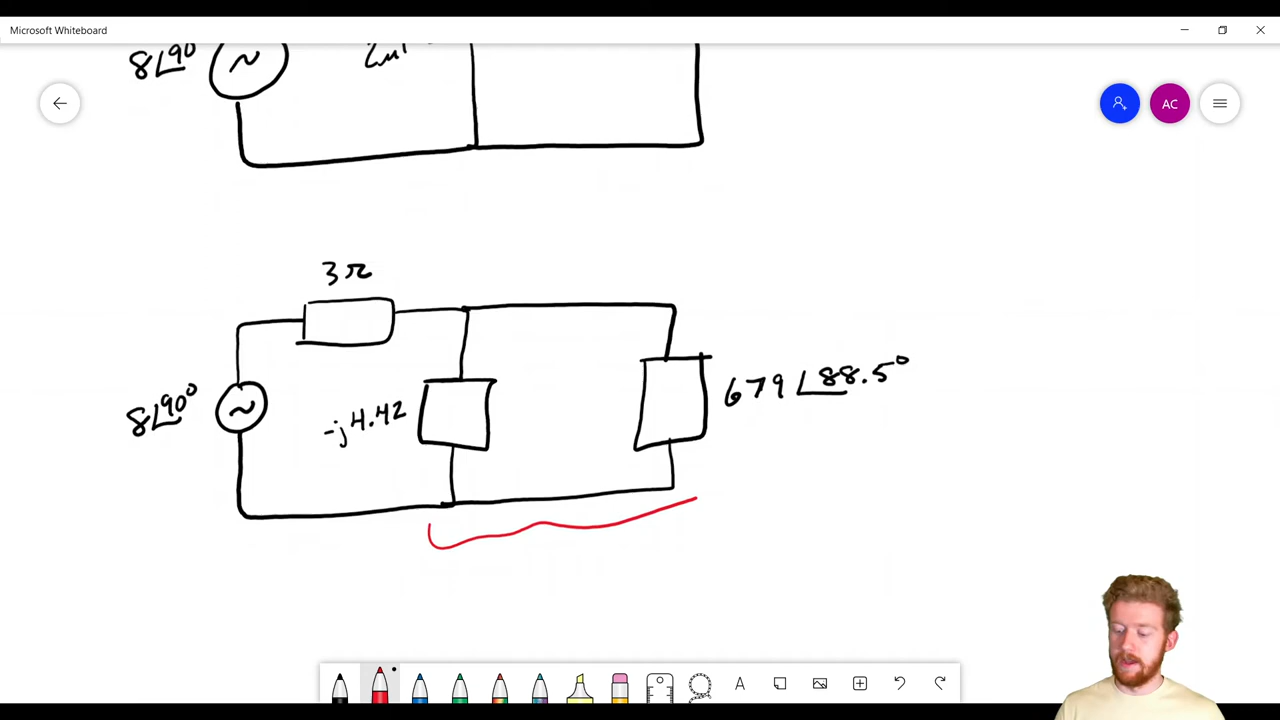 Microsoft Whiteboard
8∠90
AC
3Ω
8∠90°
-j4.42
679∠88.5°
A